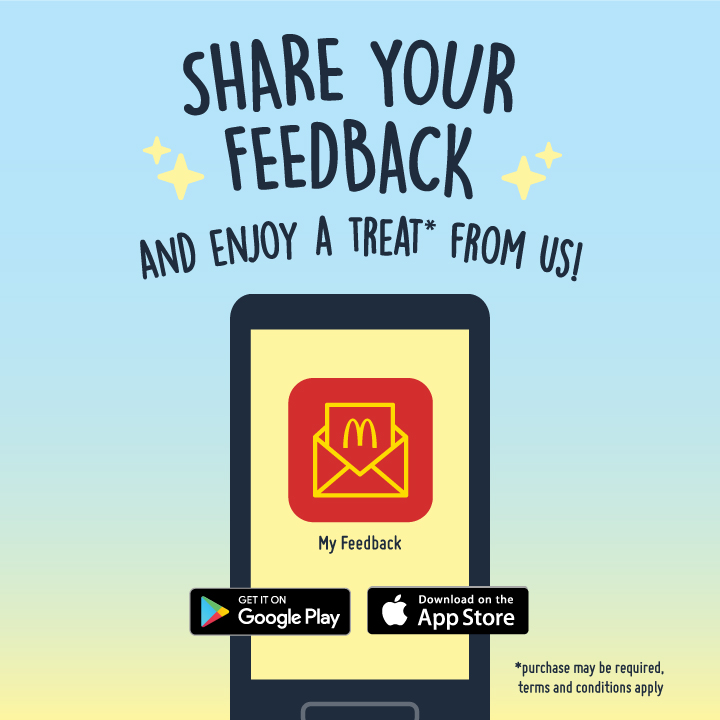 SHARE YOUR
FEEDBACK
AND ENJOY A TREAT* FROM US!
My Feedback
GET IT ON
Google Play
Download on the
App Store
*purchase may be required,
terms and conditions apply